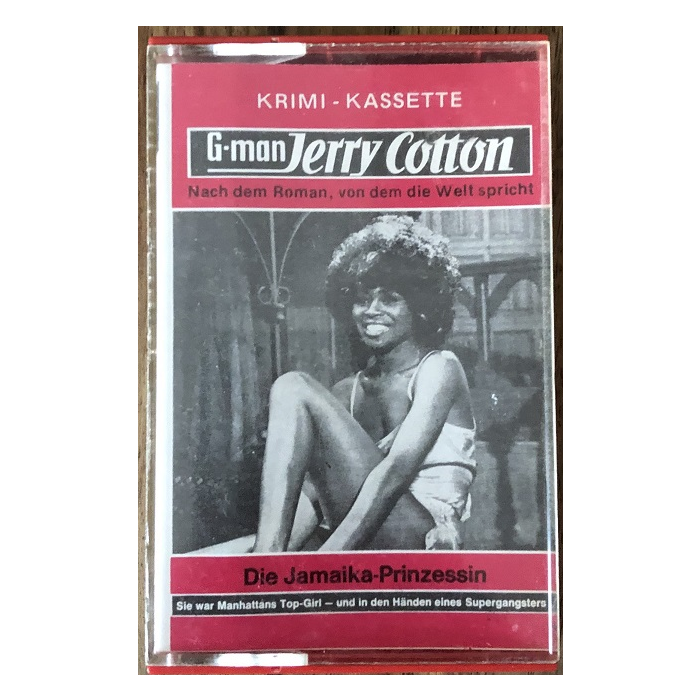 KRIMI - KASSETTE
G-man Jerry Cotton
Nach dem Roman, von dem die Welt spricht
Die Jamaika-Prinzessin
Sie war Manhattans Top-Girl — und in den Händen eines Supergangsters